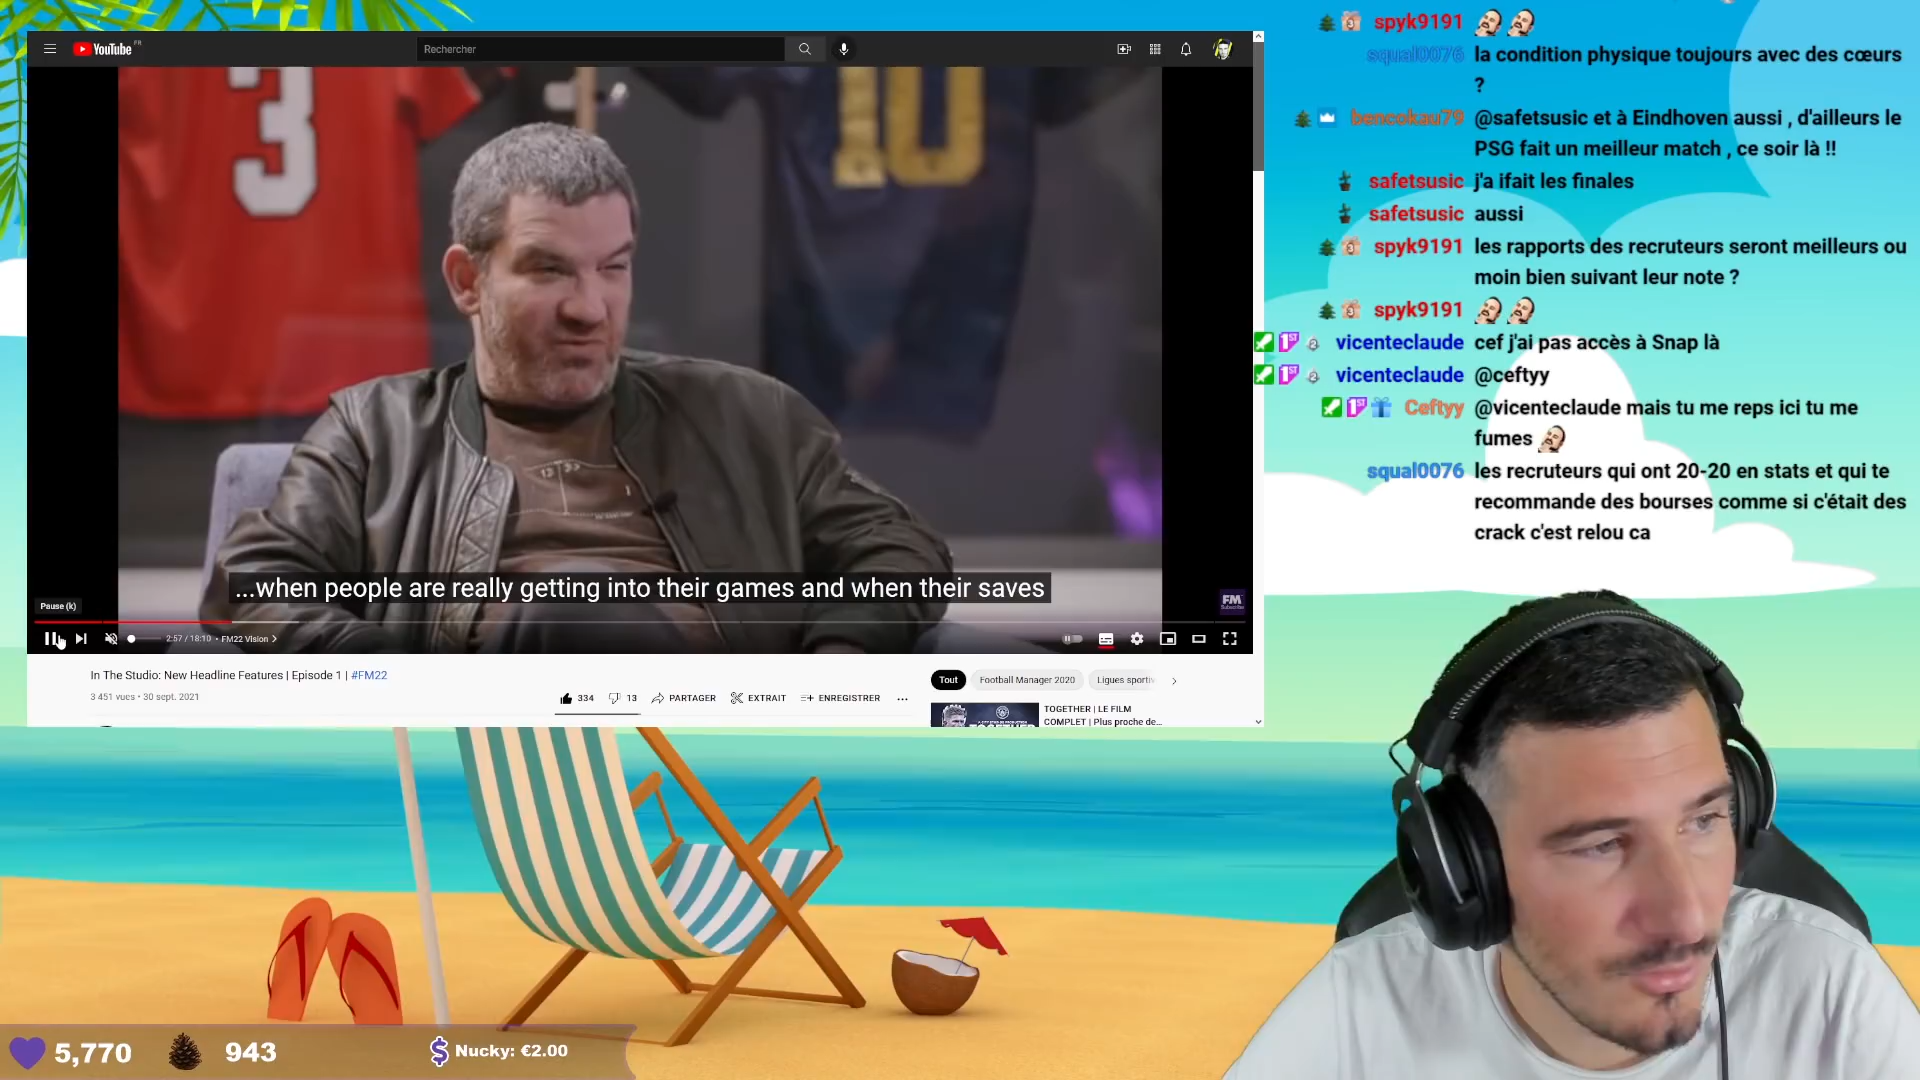 YouTube FR
Rechercher
3
10
...when people are really getting into their games and when their saves
FM
Subscribe
Pause (k)
2:57 / 18:10 • FM22 Vision >
In The Studio: New Headline Features | Episode 1 | #FM22
3 451 vues • 30 sept. 2021
334
13
PARTAGER
EXTRAIT
ENREGISTRER
...
Tout
Football Manager 2020
Ligues sportiv
TOGETHER | LE FILM
COMPLET | Plus proche de...
spyk9191
squal0076 la condition physique toujours avec des cœurs
?
bencokau79 @safetsusic et à Eindhoven aussi , d'ailleurs le
PSG fait un meilleur match , ce soir là !!
safetsusic j'a ifait les finales
safetsusic aussi
spyk9191 les rapports des recruteurs seront meilleurs ou
moin bien suivant leur note ?
spyk9191
vicenteclaude cef j'ai pas accès à Snap là
vicenteclaude @ceftyy
Ceftyy @vicenteclaude mais tu me reps ici tu me
fumes
squal0076 les recruteurs qui ont 20-20 en stats et qui te
recommande des bourses comme si c'était des
crack c'est relou ca
5,770
943
$ Nucky: €2.00